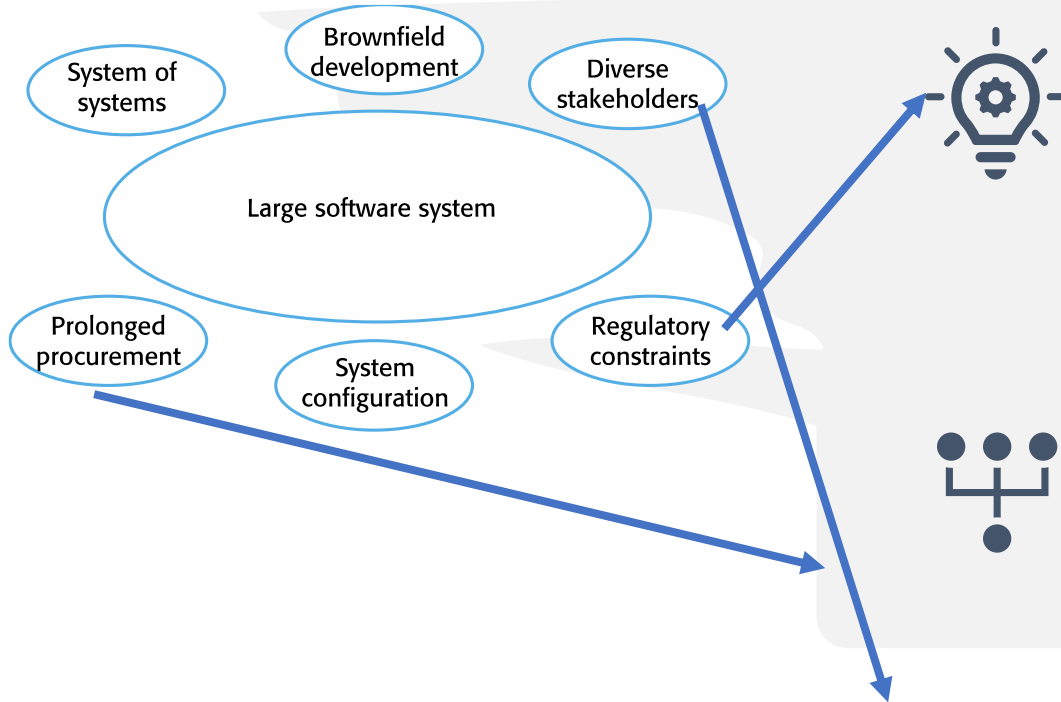 Brownfield
development
System of
systems
Diverse
stakeholders
Large software system
Prolonged
procurement
System
configuration
Regulatory
constraints